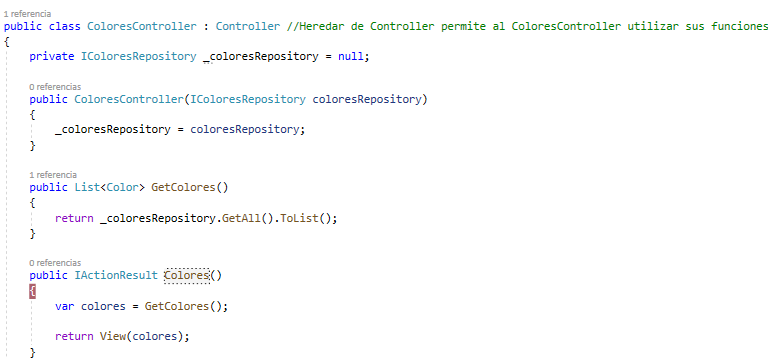 1 referencia
public class ColoresController : Controller //Heredar de Controller permite al ColoresController utilizar sus funciones
{
private IColoresRepository _coloresRepository = null;
0 referencias
public ColoresController(IColoresRepository coloresRepository)
{
_coloresRepository = coloresRepository;
}
1 referencia
public List<Color> GetColores()
{
return _coloresRepository.GetAll().ToList();
}
0 referencias
public IActionResult Colores()
{
var colores = GetColores();
return View(colores);
}